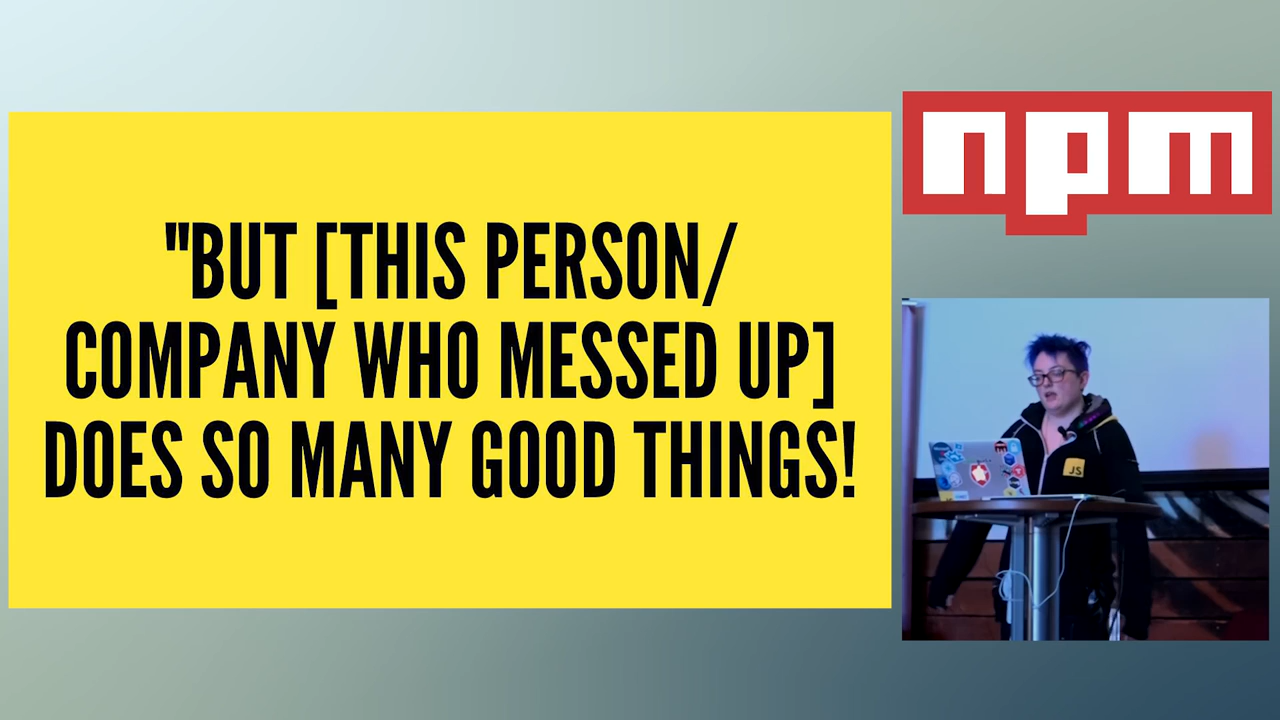 "BUT [THIS PERSON/
COMPANY WHO MESSED UP]
DOES SO MANY GOOD THINGS!
npm
JS